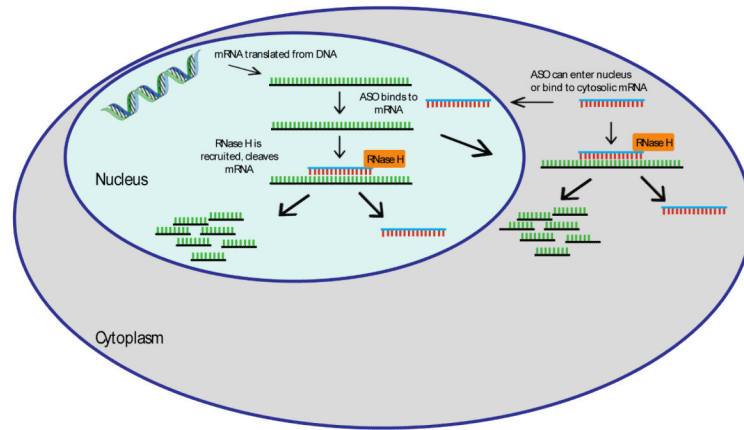 mRNA translated from DNA
ASO can enter nucleus
or bind to cytosolic mRNA
ASO binds to
mRNA
RNase H is
recruited, cleaves
mRNA
RNase H
RNase H
Nucleus
Cytoplasm